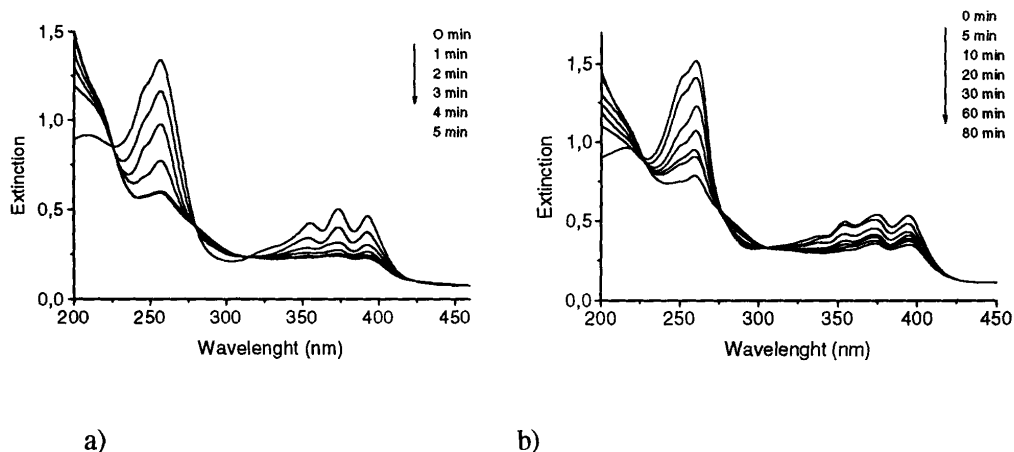 1,5
1,0
0,5
0,0
Extinction
200 250 300 350 400 450
Wavelenght (nm)
O min
1 min
2 min
3 min
4 min
5 min
a)
1,5
1,0
0,5
0,0
Extinction
200 250 300 350 400 450
Wavelenght (nm)
0 min
5 min
10 min
20 min
30 min
60 min
80 min
b)